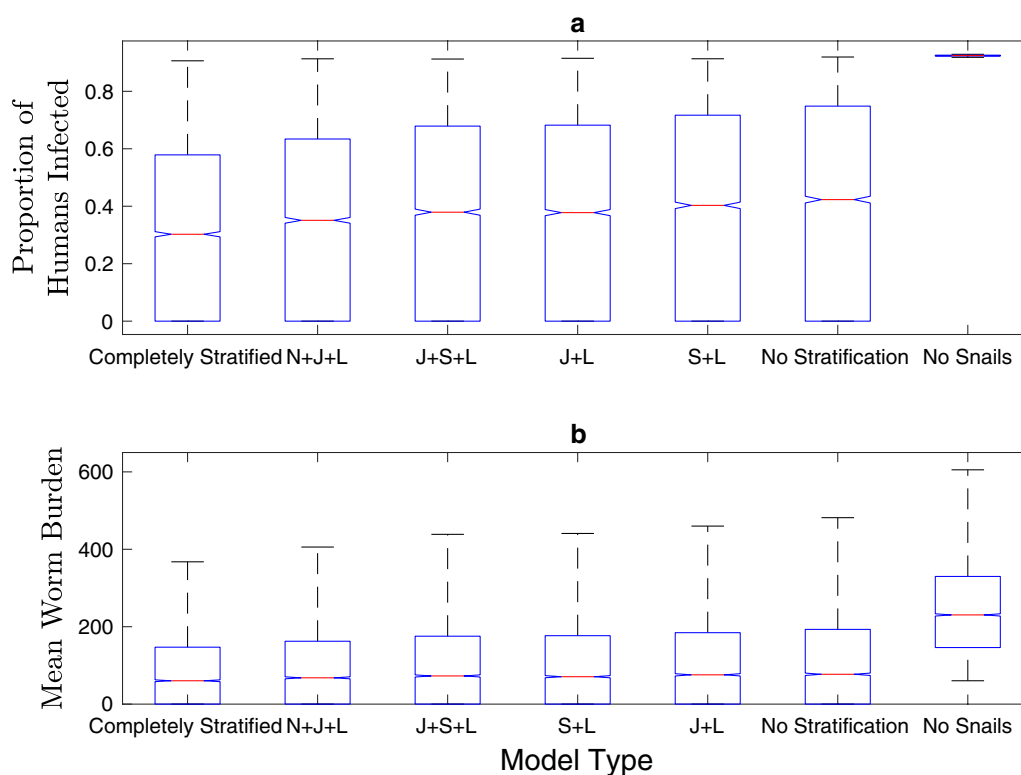 a
Proportion of
Humans Infected
0.8
0.6
0.4
0.2
0
Completely Stratified N+J+L J+S+L J+L S+L No Stratification No Snails
b
Mean Worm Burden
600
400
200
0
Completely Stratified N+J+L J+S+L S+L J+L No Stratification No Snails
Model Type